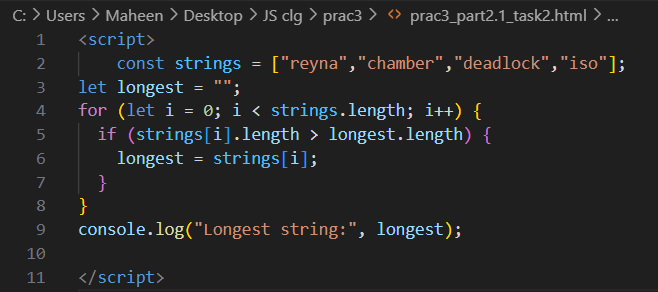 C: > Users > Maheen > Desktop > JS clg > prac3 > <> prac3_part2.1_task2.html > ...
1 <script>
2 const strings = ["reyna","chamber","deadlock","iso"];
3 let longest = "";
4 for (let i = 0; i < strings.length; i++) {
5 if (strings[i].length > longest.length) {
6 longest = strings[i];
7 }
8 }
9 console.log("Longest string:", longest);
10
11 </script>